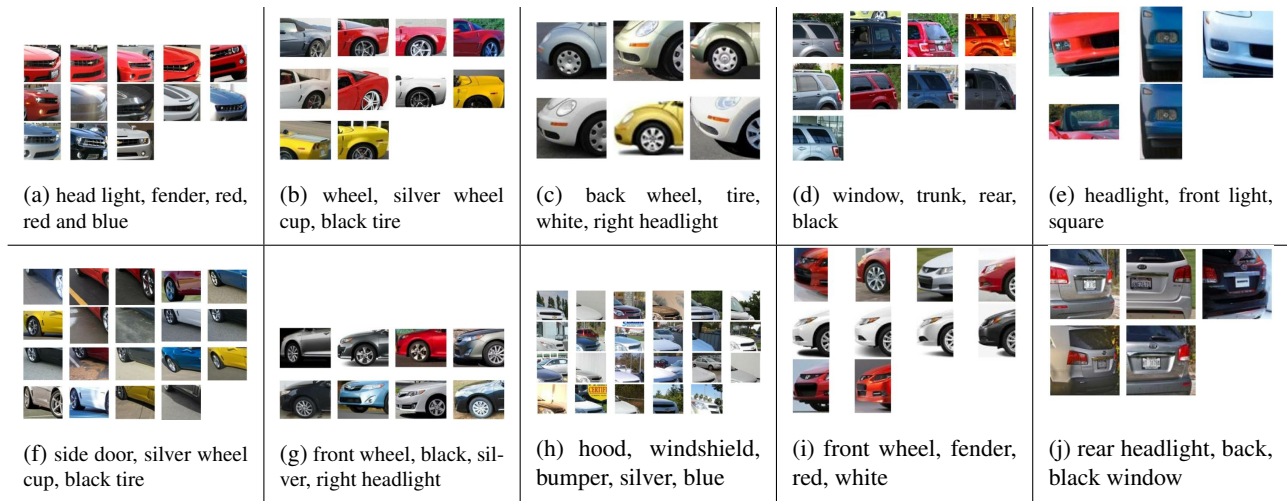 (a) head light, fender, red,
red and blue
(b) wheel, silver wheel
cup, black tire
(c) back wheel, tire,
white, right headlight
(d) window, trunk, rear,
black
(e) headlight, front light,
square
(f) side door, silver wheel
cup, black tire
(g) front wheel, black, sil-
ver, right headlight
(h) hood, windshield,
bumper, silver, blue
(i) front wheel, fender,
red, white
(j) rear headlight, back,
black window